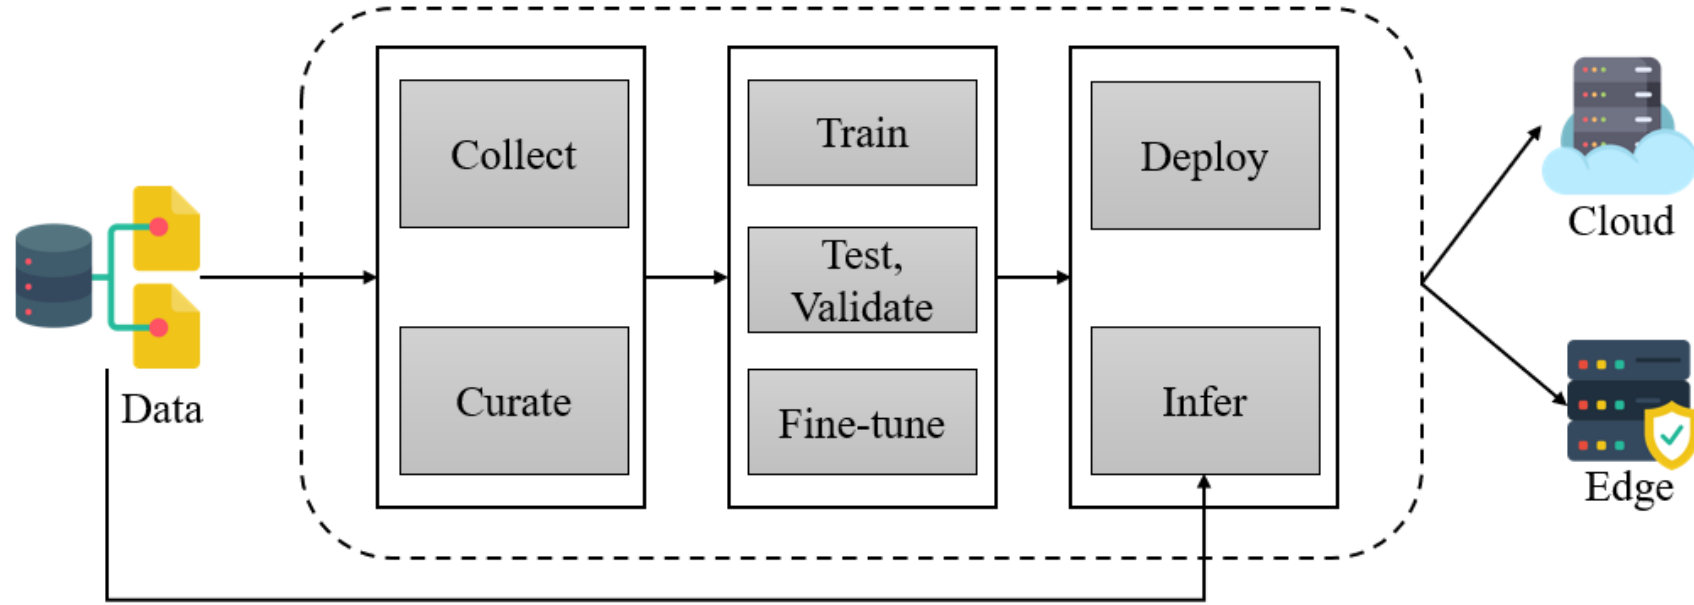 Data
Collect
Curate
Train
Test,
Validate
Fine-tune
Deploy
Infer
Cloud
Edge